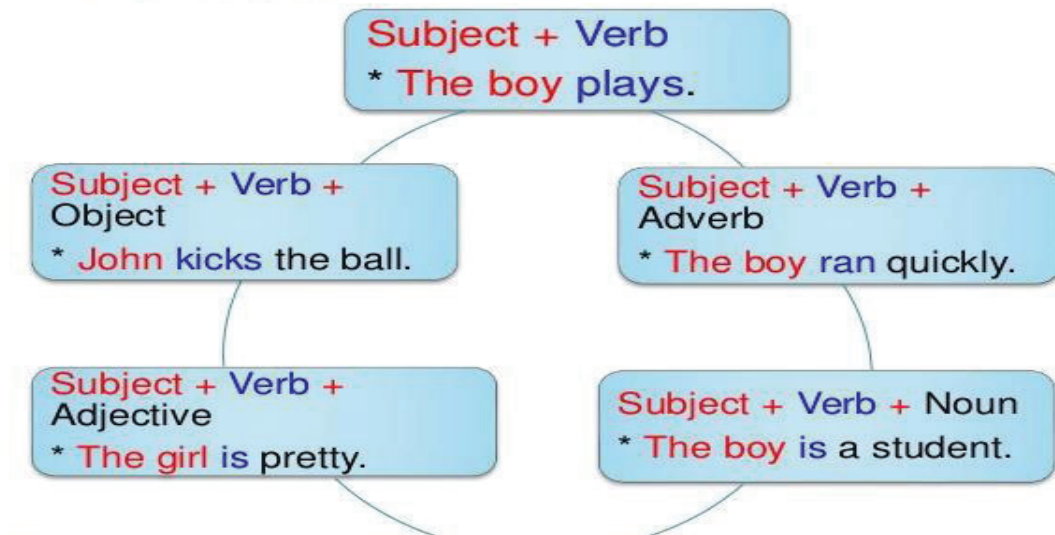 Subject + Verb
* The boy plays.
Subject + Verb +
Object
* John kicks the ball.
Subject + Verb +
Adverb
* The boy ran quickly.
Subject + Verb +
Adjective
* The girl is pretty.
Subject + Verb + Noun
* The boy is a student.